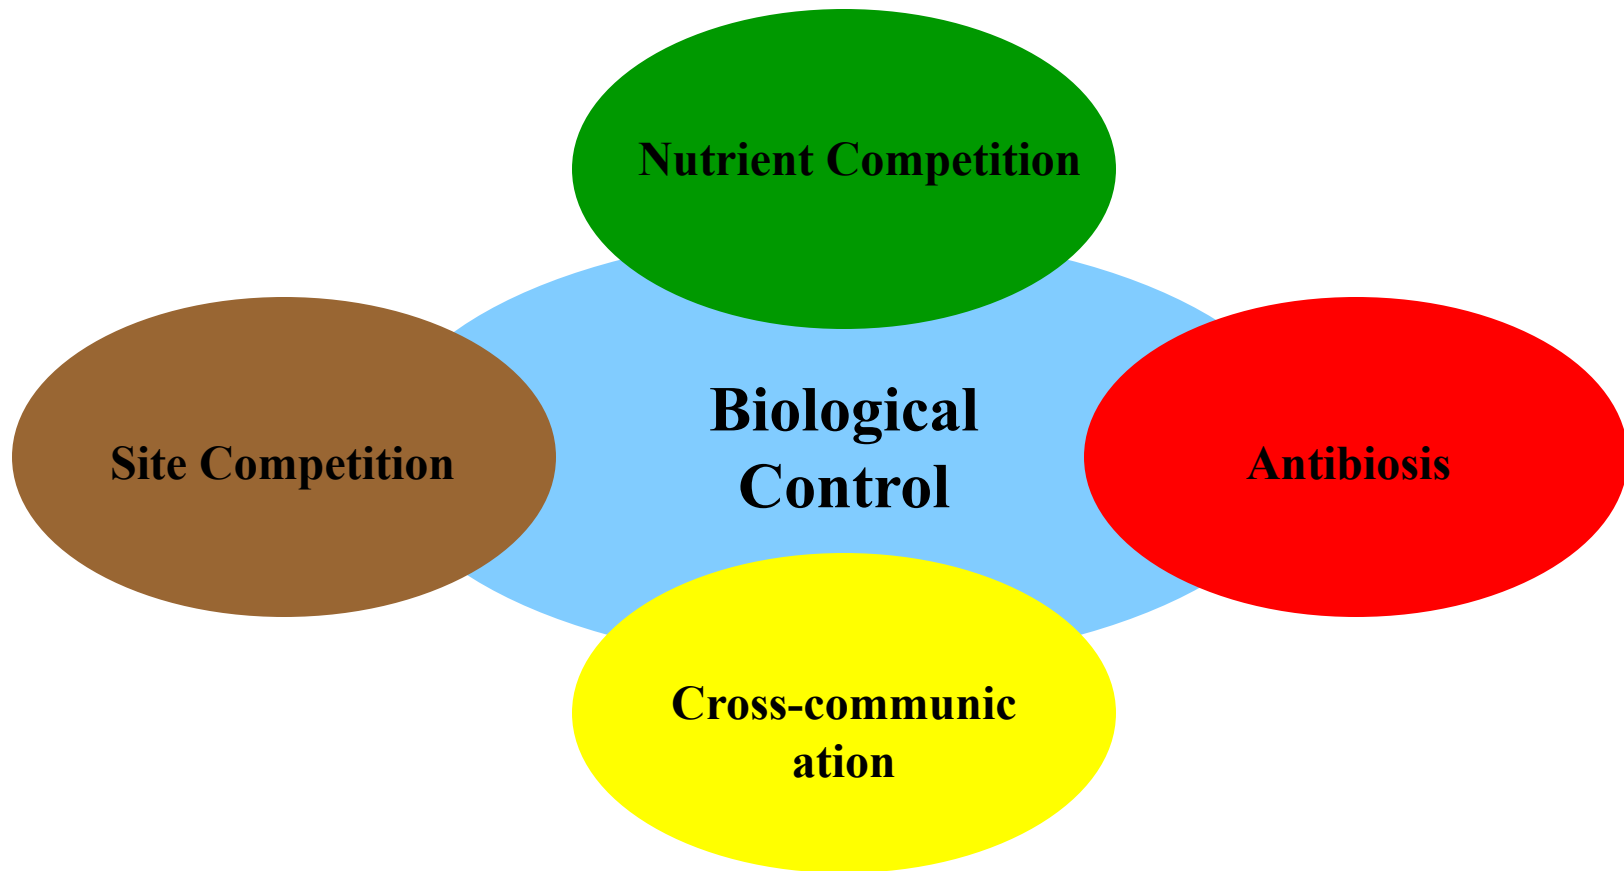 Nutrient Competition
Biological
Control
Site Competition
Antibiosis
Cross-communic
ation